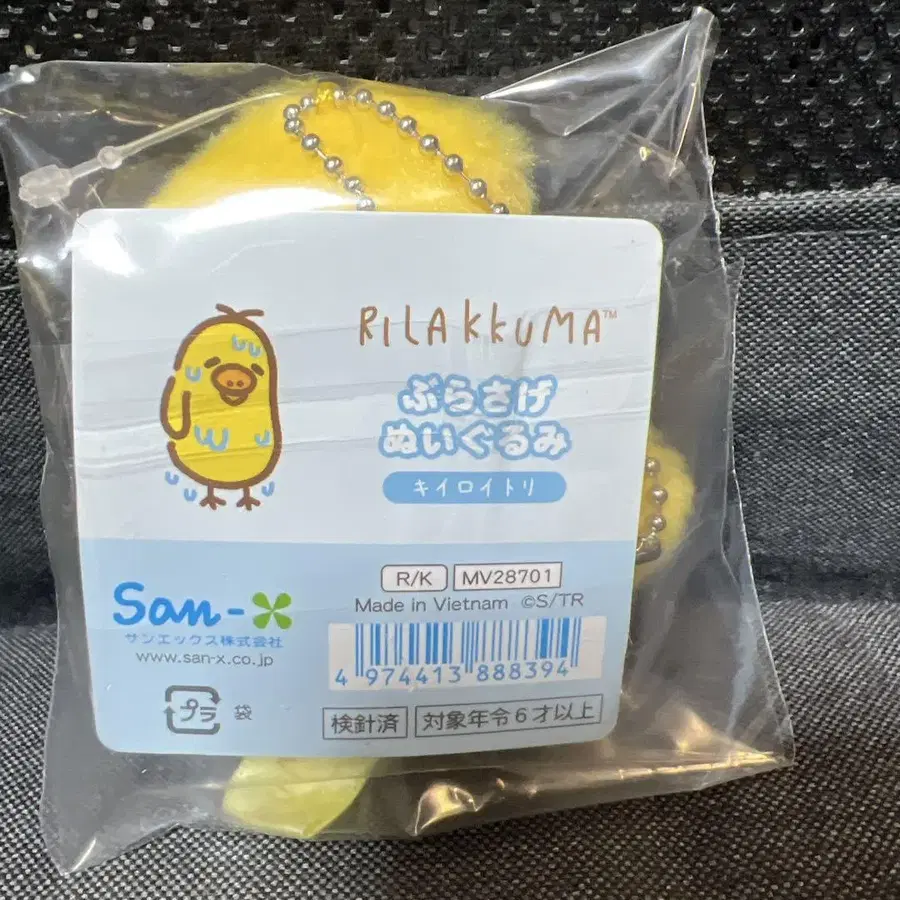 RILAKKUMA™
ぶらさげ
ぬいぐるみ
キイロイトリ
San-X
サンエックス株式会社
www.san-x.co.jp
プラ 袋
R/K MV28701
Made in Vietnam ©S/TR
4 974413 888394
検針済 対象年令6才以上